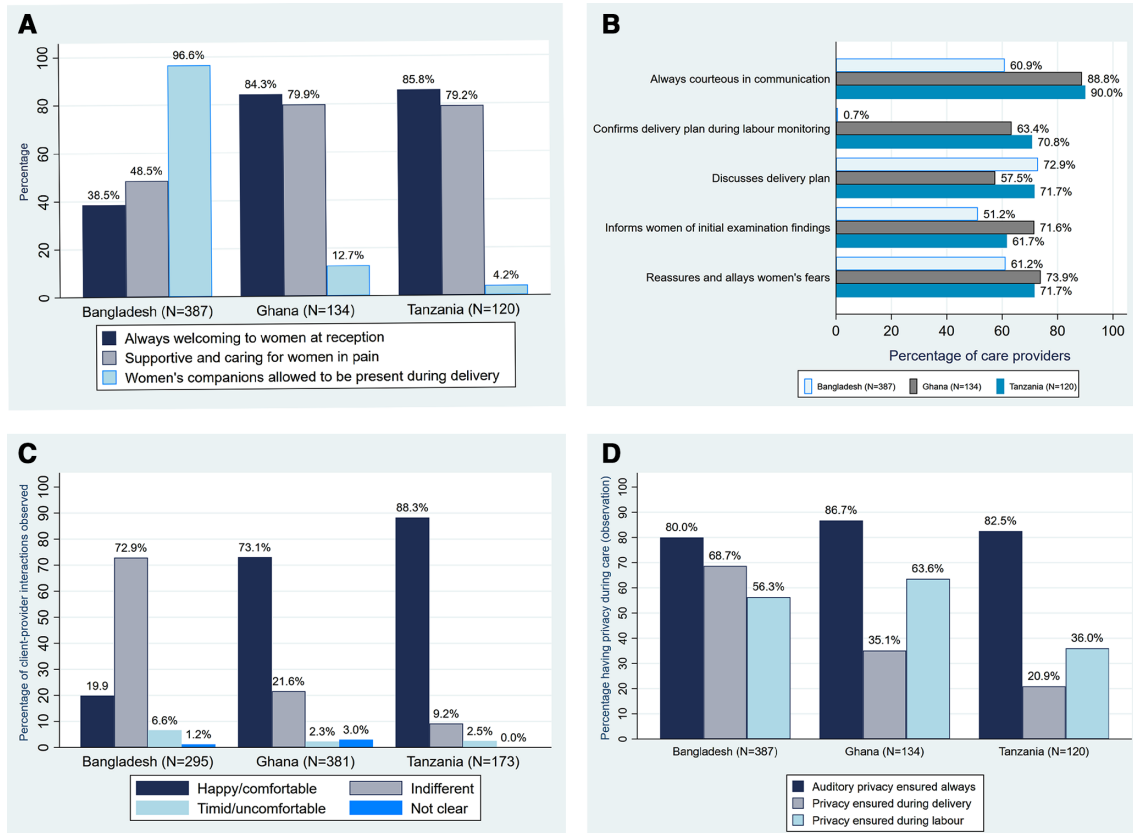 A
Percentage
100
80
60
40
20
0
38.5%
48.5%
96.6%
84.3%
79.9%
12.7%
85.8%
79.2%
4.2%
Bangladesh (N=387)
Ghana (N=134)
Tanzania (N=120)
Always welcoming to women at reception
Supportive and caring for women in pain
Women's companions allowed to be present during delivery
B
Always courteous in communication
60.9%
88.8%
90.0%
Confirms delivery plan during labour monitoring
0.7%
63.4%
70.8%
Discusses delivery plan
72.9%
57.5%
71.7%
Informs women of initial examination findings
51.2%
71.6%
61.7%
Reassures and allays women's fears
61.2%
73.9%
71.7%
0 20 40 60 80 100
Percentage of care providers
Bangladesh (N=387) Ghana (N=134) Tanzania (N=120)
C
Percentage of client-provider interactions observed
100
90
80
70
60
50
40
30
20
10
0
19.9
72.9%
6.6%
1.2%
73.1%
21.6%
2.3%
3.0%
88.3%
9.2%
2.5%
0.0%
Bangladesh (N=295)
Ghana (N=381)
Tanzania (N=173)
Happy/comfortable Indifferent
Timid/uncomfortable Not clear
D
Percentage having privacy during care (observation)
100
90
80
70
60
50
40
30
20
10
0
80.0%
68.7%
56.3%
86.7%
35.1%
63.6%
82.5%
20.9%
36.0%
Bangladesh (N=387)
Ghana (N=134)
Tanzania (N=120)
Auditory privacy ensured always
Privacy ensured during delivery
Privacy ensured during labour